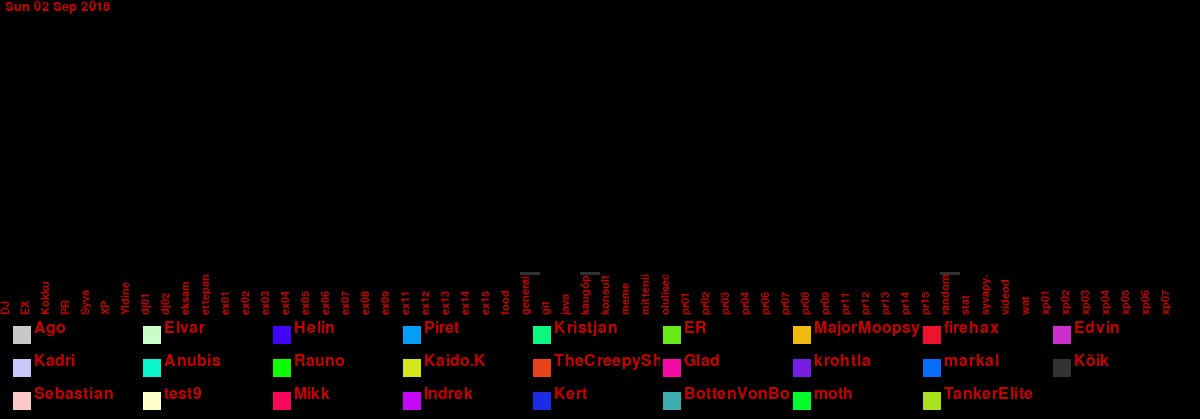 Sun 02 Sep 2018
DJ EX Kokku PR Syva XP Yldine dj01 dj02 eksam ettepan ex01 ex02 ex03 ex04 ex05 ex06 ex07 ex08 ex09 ex11 ex12 ex13 ex14 ex15 food general git java kaugõp konsult meme mittenii olulised pr01 pr02 pr03 pr04 pr06 pr07 pr08 pr09 pr11 pr12 pr13 pr14 pr15 random stat syvapy- videod wat xp01 xp02 xp03 xp04 xp05 xp06 xp07
Ago Elvar Helin Piret Kristjan ER MajorMoopsy firehax Edvin
Kadri Anubis Rauno Kaido.K TheCreepySh Glad krohtla markal Kõik
Sebastian test9 Mikk Indrek Kert BottenVonBo moth TankerElite